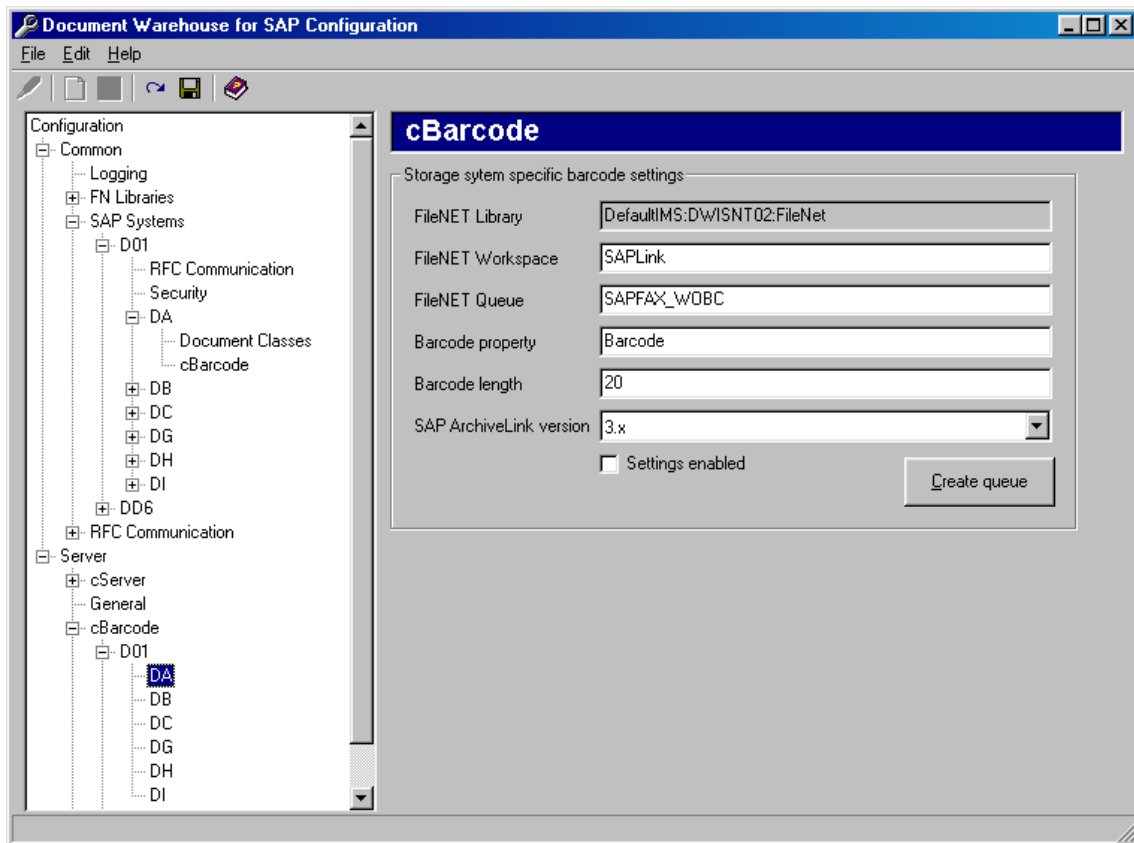 Document Warehouse for SAP Configuration
File Edit Help
Configuration
Common
Logging
FN Libraries
SAP Systems
D01
RFC Communication
Security
DA
Document Classes
cBarcode
DB
DC
DG
DH
DI
DD6
RFC Communication
Server
cServer
General
cBarcode
D01
DA
DB
DC
DG
DH
DI
cBarcode
Storage sytem specific barcode settings
FileNET Library DefaultIMS:DWISNT02:FileNet
FileNET Workspace SAPLink
FileNET Queue SAPFAX_WOBC
Barcode property Barcode
Barcode length 20
SAP ArchiveLink version 3.x
Settings enabled
Create queue